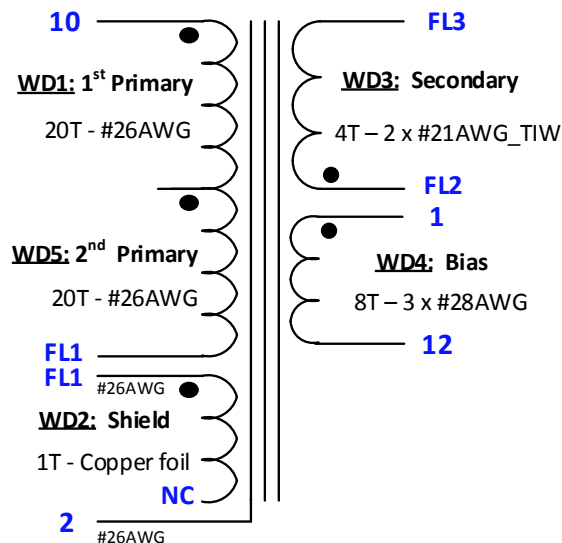 10
WD1: 1st Primary
20T - #26AWG
WD5: 2nd Primary
20T - #26AWG
FL1
FL1
#26AWG
WD2: Shield
1T - Copper foil
NC
2
#26AWG
FL3
WD3: Secondary
4T – 2 x #21AWG_TIW
FL2
1
WD4: Bias
8T – 3 x #28AWG
12